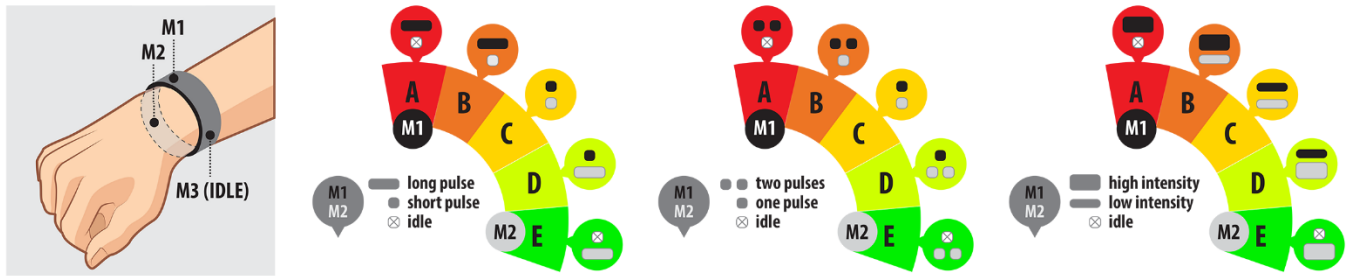 M1
M2
M3 (IDLE)
A
B
C
D
E
M1
M2
M1
M2
long pulse
short pulse
idle
A
B
C
D
E
M1
M2
M1
M2
two pulses
one pulse
idle
A
B
C
D
E
M1
M2
M1
M2
high intensity
low intensity
idle